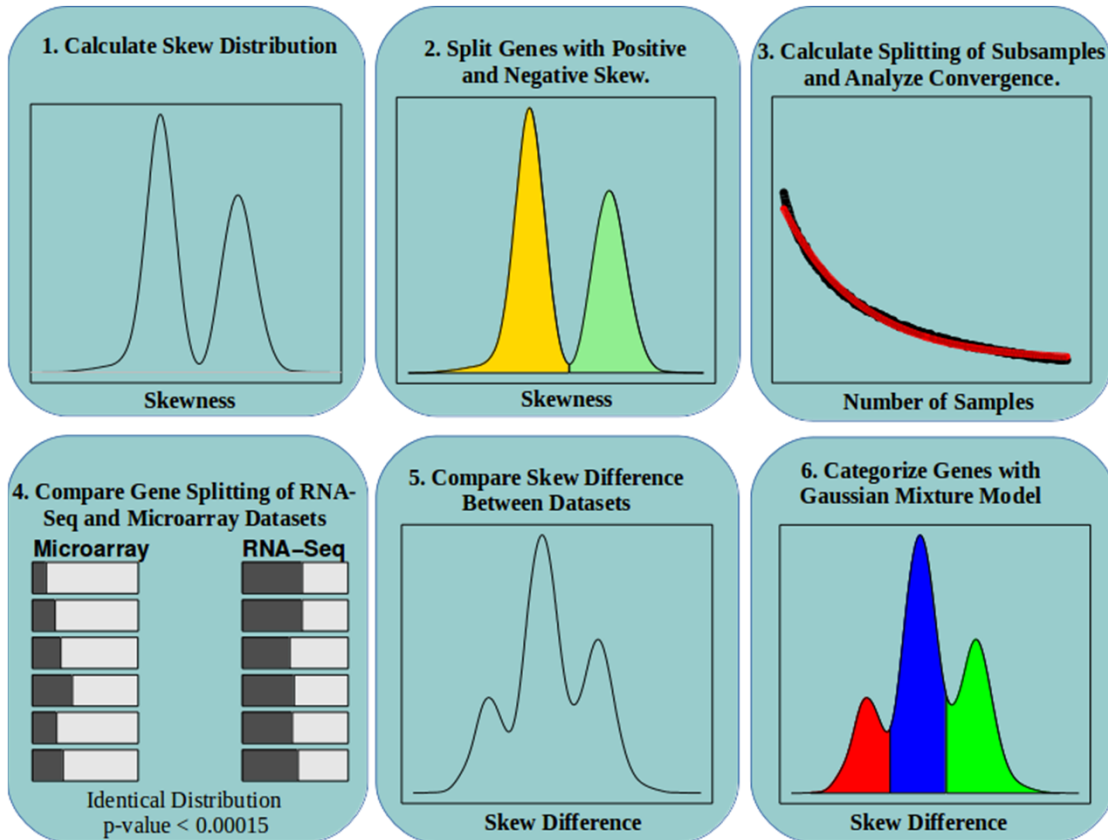 1. Calculate Skew Distribution
Skewness
2. Split Genes with Positive
and Negative Skew.
Skewness
3. Calculate Splitting of Subsamples
and Analyze Convergence.
Number of Samples
4. Compare Gene Splitting of RNA-
Seq and Microarray Datasets
Microarray
RNA-Seq
Identical Distribution
p-value < 0.00015
5. Compare Skew Difference
Between Datasets
Skew Difference
6. Categorize Genes with
Gaussian Mixture Model
Skew Difference